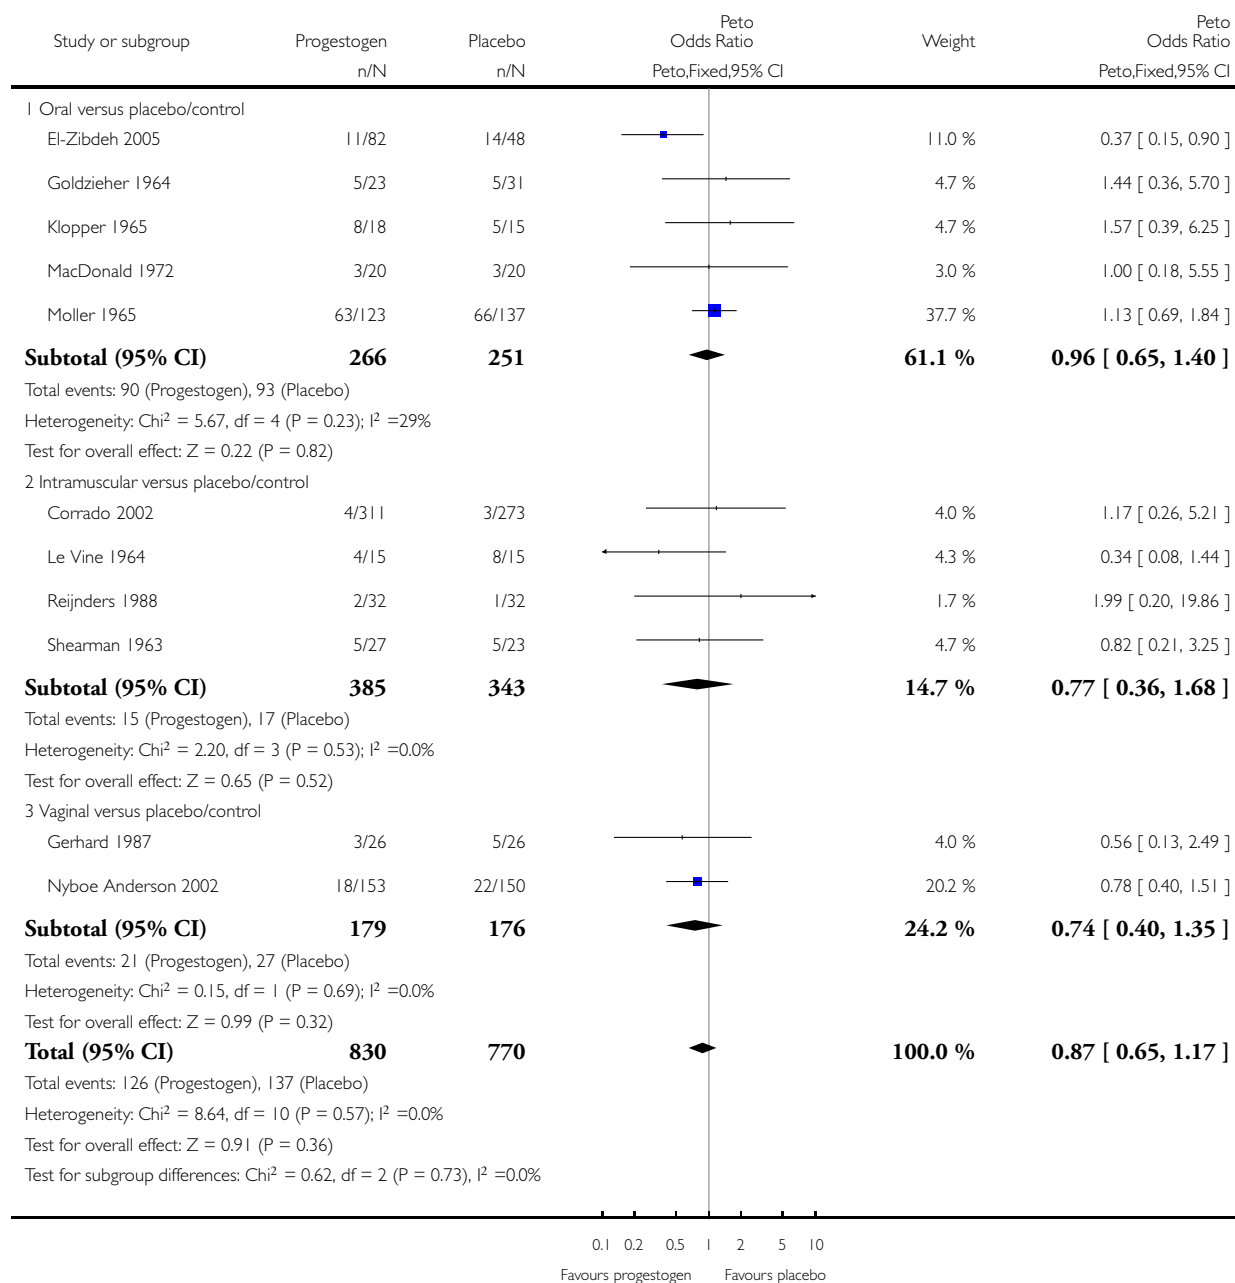 Study or subgroup Progestogen Placebo Peto Odds Ratio Weight Peto Odds Ratio
n/N n/N Peto,Fixed,95% CI Peto,Fixed,95% CI
1 Oral versus placebo/control
El-Zibdeh 2005 11/82 14/48 11.0 % 0.37 [ 0.15, 0.90 ]
Goldzieher 1964 5/23 5/31 4.7 % 1.44 [ 0.36, 5.70 ]
Klopper 1965 8/18 5/15 4.7 % 1.57 [ 0.39, 6.25 ]
MacDonald 1972 3/20 3/20 3.0 % 1.00 [ 0.18, 5.55 ]
Moller 1965 63/123 66/137 37.7 % 1.13 [ 0.69, 1.84 ]
Subtotal (95% CI) 266 251 61.1 % 0.96 [ 0.65, 1.40 ]
Total events: 90 (Progestogen), 93 (Placebo)
Heterogeneity: Chi² = 5.67, df = 4 (P = 0.23); I² =29%
Test for overall effect: Z = 0.22 (P = 0.82)
2 Intramuscular versus placebo/control
Corrado 2002 4/311 3/273 4.0 % 1.17 [ 0.26, 5.21 ]
Le Vine 1964 4/15 8/15 4.3 % 0.34 [ 0.08, 1.44 ]
Reijnders 1988 2/32 1/32 1.7 % 1.99 [ 0.20, 19.86 ]
Shearman 1963 5/27 5/23 4.7 % 0.82 [ 0.21, 3.25 ]
Subtotal (95% CI) 385 343 14.7 % 0.77 [ 0.36, 1.68 ]
Total events: 15 (Progestogen), 17 (Placebo)
Heterogeneity: Chi² = 2.20, df = 3 (P = 0.53); I² =0.0%
Test for overall effect: Z = 0.65 (P = 0.52)
3 Vaginal versus placebo/control
Gerhard 1987 3/26 5/26 4.0 % 0.56 [ 0.13, 2.49 ]
Nyboe Anderson 2002 18/153 22/150 20.2 % 0.78 [ 0.40, 1.51 ]
Subtotal (95% CI) 179 176 24.2 % 0.74 [ 0.40, 1.35 ]
Total events: 21 (Progestogen), 27 (Placebo)
Heterogeneity: Chi² = 0.15, df = 1 (P = 0.69); I² =0.0%
Test for overall effect: Z = 0.99 (P = 0.32)
Total (95% CI) 830 770 100.0 % 0.87 [ 0.65, 1.17 ]
Total events: 126 (Progestogen), 137 (Placebo)
Heterogeneity: Chi² = 8.64, df = 10 (P = 0.57); I² =0.0%
Test for overall effect: Z = 0.91 (P = 0.36)
Test for subgroup differences: Chi² = 0.62, df = 2 (P = 0.73), I² =0.0%
0.1 0.2 0.5 1 2 5 10
Favours progestogen Favours placebo